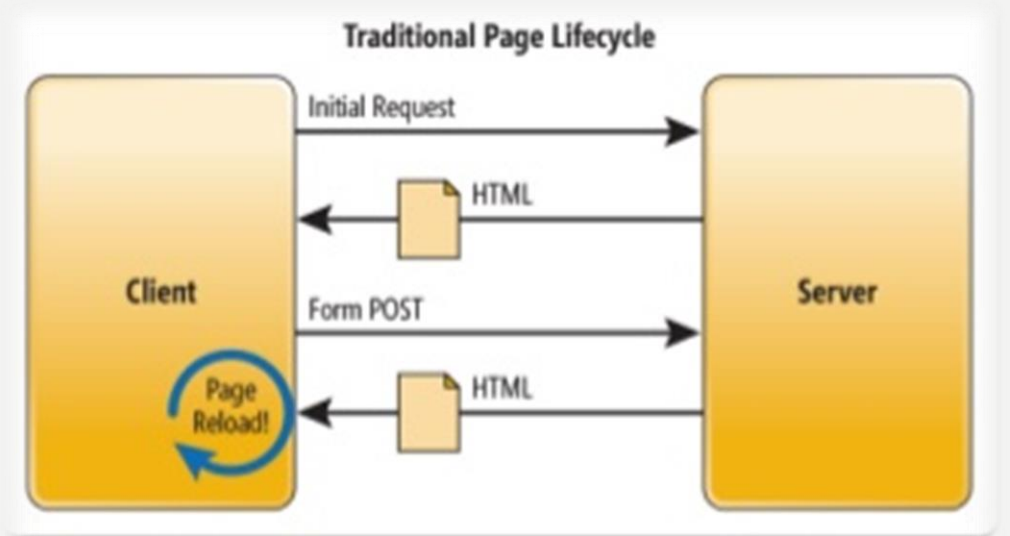 Traditional Page Lifecycle
Initial Request
HTML
Client
Server
Form POST
HTML
Page
Reload!